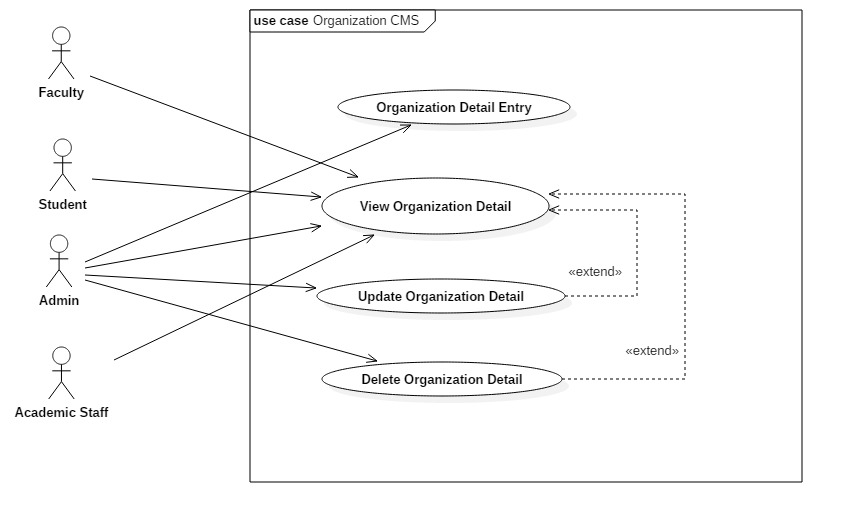 use case Organization CMS
Faculty
Organization Detail Entry
Student
View Organization Detail
Admin
«extend»
Update Organization Detail
«extend»
Delete Organization Detail
Academic Staff